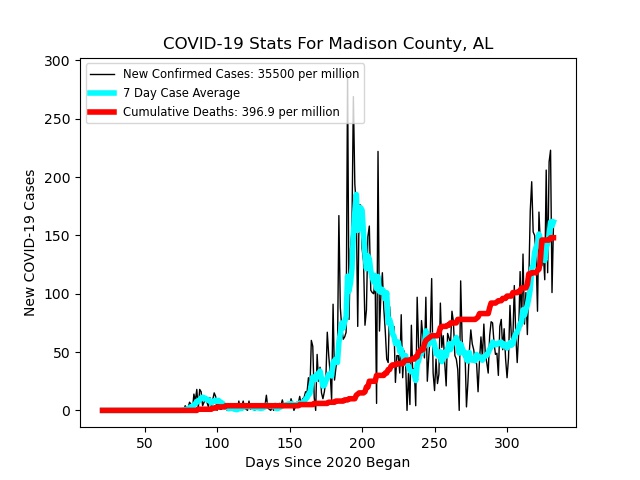 COVID-19 Stats For Madison County, AL
New Confirmed Cases: 35500 per million
7 Day Case Average
Cumulative Deaths: 396.9 per million
New COVID-19 Cases
300
250
200
150
100
50
0
50
100
150
200
250
300
Days Since 2020 Began